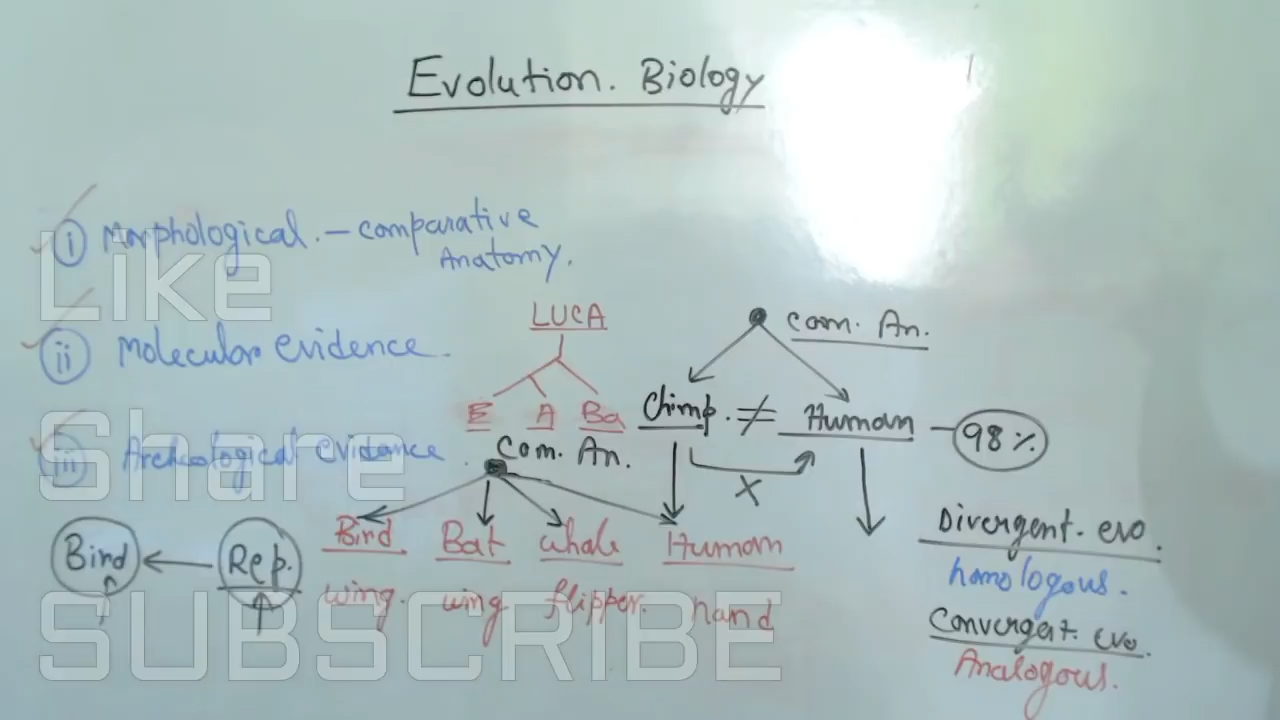 Evolution. Biology
i Morphological. - comparative
Anatomy.
ii Molecular evidence.
iii Archeological evidence.
LUCA
E A Ba
Com. An.
Chimp. ≠ Human - 98%
X
Com. An.
Bird Bat Whale Human
wing. wing flipper. hand
Bird Rep.
Divergent. evo.
homologous.
Convergent. evo.
Analogous.
Like
Share
SUBSCRIBE